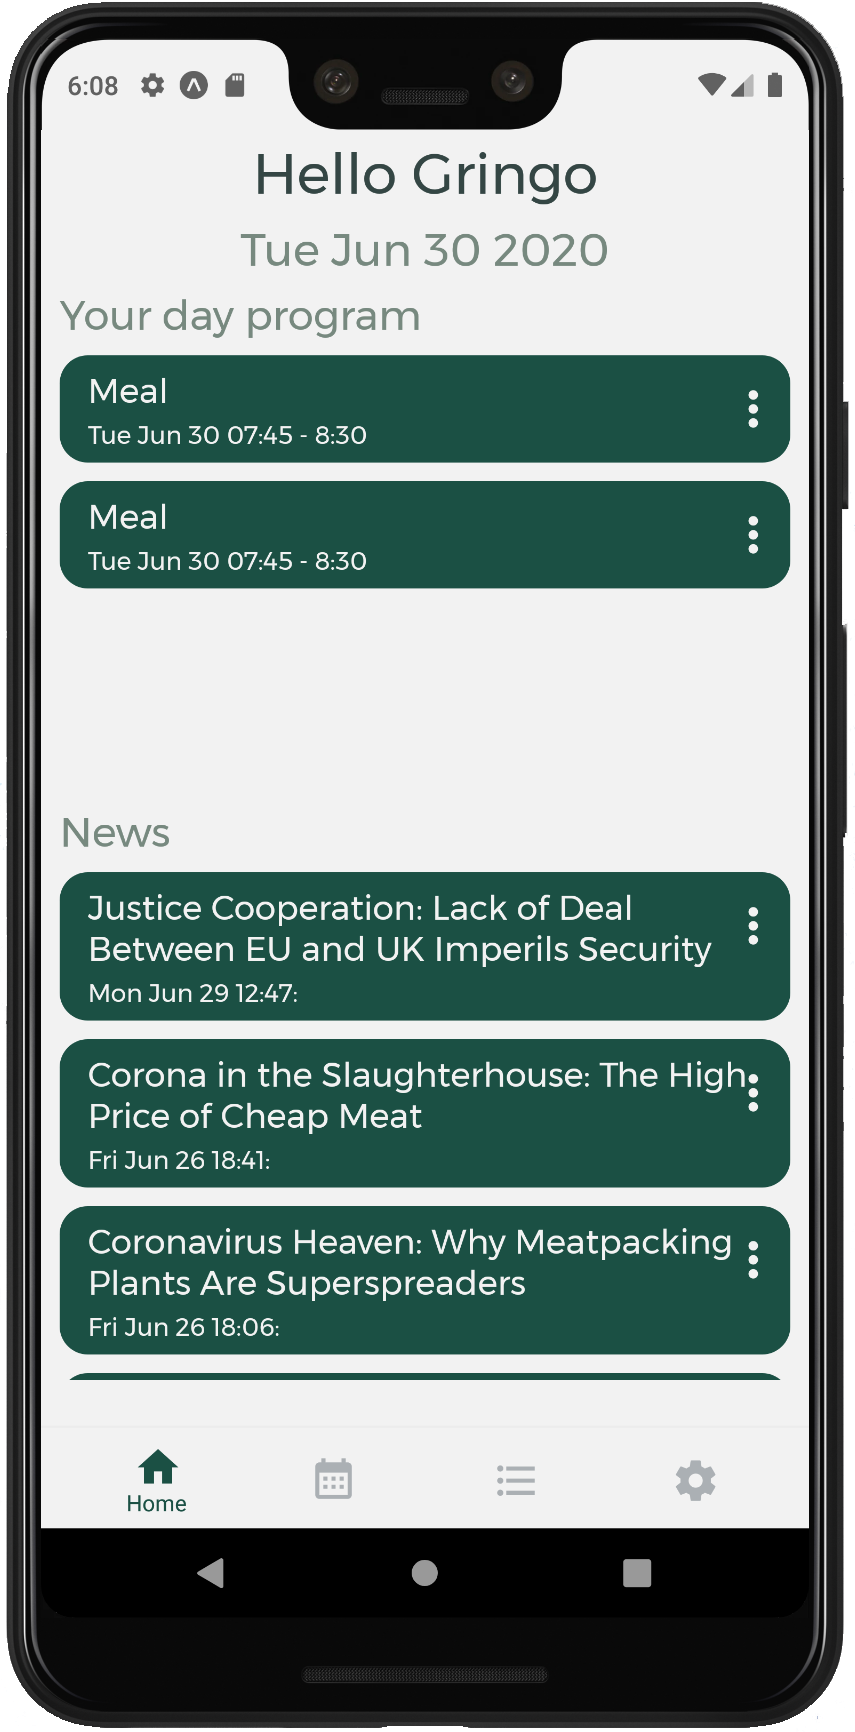 6:08
Hello Gringo
Tue Jun 30 2020
Your day program
Meal
Tue Jun 30 07:45 - 8:30
Meal
Tue Jun 30 07:45 - 8:30
News
Justice Cooperation: Lack of Deal
Between EU and UK Imperils Security
Mon Jun 29 12:47:
Corona in the Slaughterhouse: The High
Price of Cheap Meat
Fri Jun 26 18:41:
Coronavirus Heaven: Why Meatpacking
Plants Are Superspreaders
Fri Jun 26 18:06:
Home